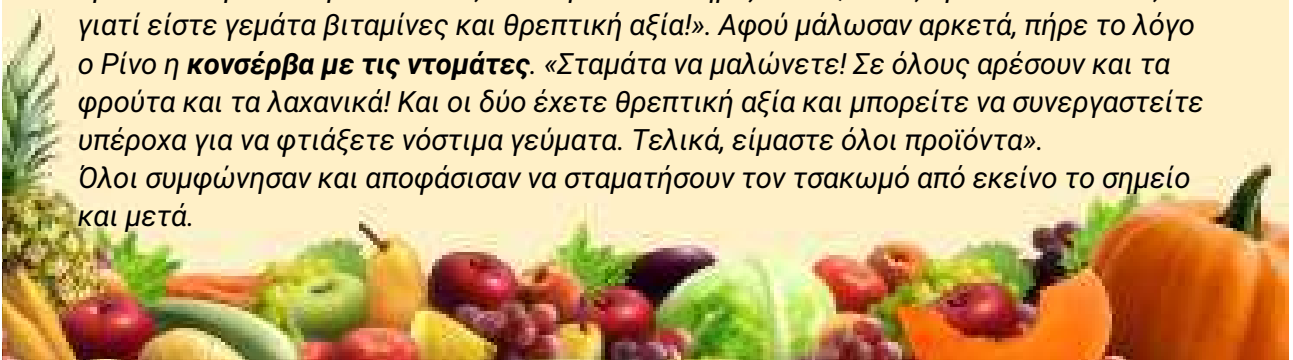 γιατί είστε γεμάτα βιταμίνες και θρεπτική αξία!». Αφού μάλωσαν αρκετά, πήρε το λόγο
ο Ρίνο η κονσέρβα με τις ντομάτες. «Σταμάτα να μαλώνετε! Σε όλους αρέσουν και τα
φρούτα και τα λαχανικά! Και οι δύο έχετε θρεπτική αξία και μπορείτε να συνεργαστείτε
υπέροχα για να φτιάξετε νόστιμα γεύματα. Τελικά, είμαστε όλοι προϊόντα».
Όλοι συμφώνησαν και αποφάσισαν να σταματήσουν τον τσακωμό από εκείνο το σημείο
και μετά.